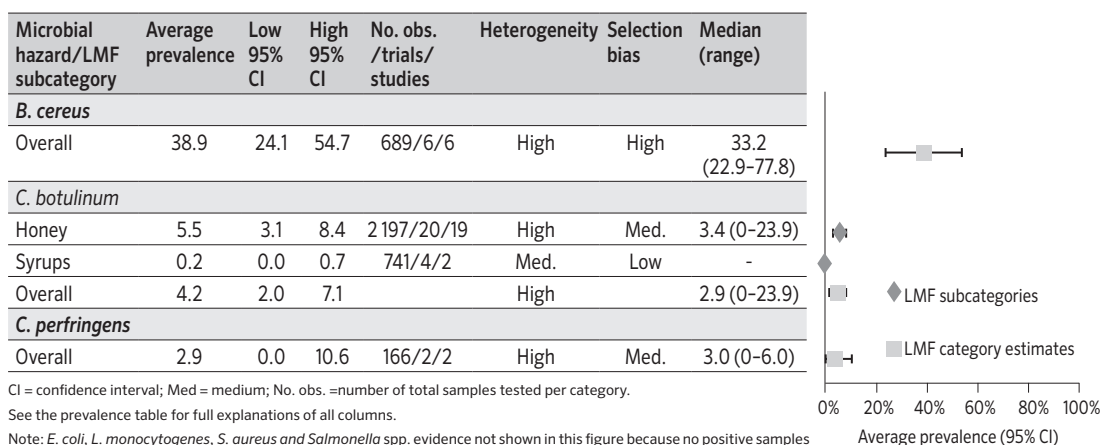 Microbial hazard/LMF subcategory Average prevalence Low 95% CI High 95% CI No. obs. /trials/ studies Heterogeneity Selection bias Median (range)
B. cereus
Overall 38.9 24.1 54.7 689/6/6 High High 33.2 (22.9–77.8)
C. botulinum
Honey 5.5 3.1 8.4 2 197/20/19 High Med. 3.4 (0–23.9)
Syrups 0.2 0.0 0.7 741/4/2 Med. Low -
Overall 4.2 2.0 7.1 High 2.9 (0–23.9)
C. perfringens
Overall 2.9 0.0 10.6 166/2/2 High Med. 3.0 (0–6.0)
LMF subcategories
LMF category estimates
0% 20% 40% 60% 80% 100%
Average prevalence (95% CI)
CI = confidence interval; Med = medium; No. obs. =number of total samples tested per category.
See the prevalence table for full explanations of all columns.
Note: E. coli, L. monocytogenes, S. aureus and Salmonella spp. evidence not shown in this figure because no positive samples